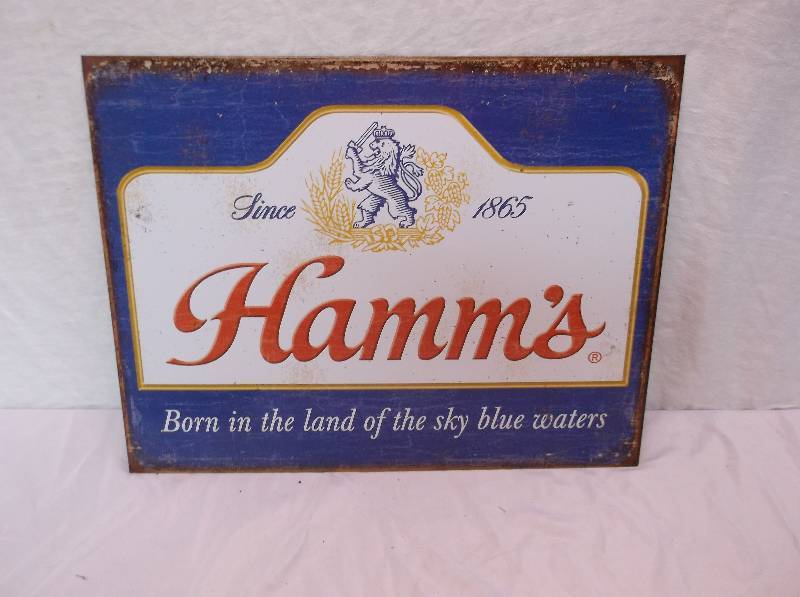 Since 1865
Hamm's ®
Born in the land of the sky blue waters